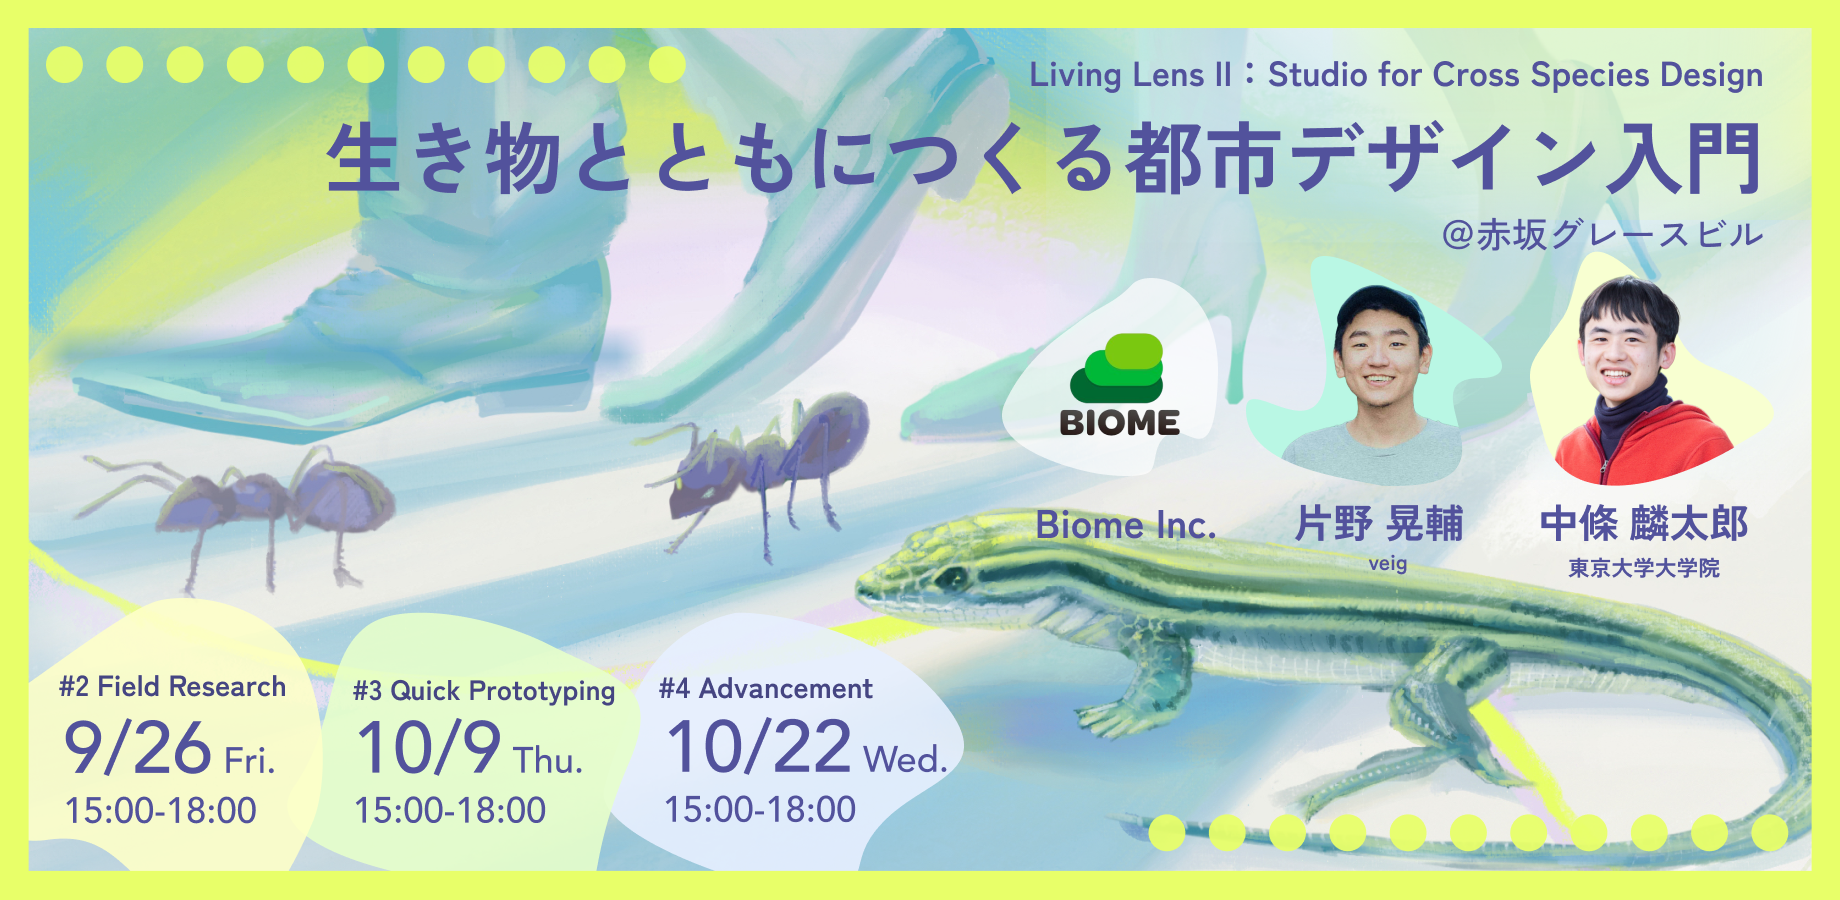 Living Lens II：Studio for Cross Species Design
生き物とともにつくる都市デザイン入門
@赤坂グレースビル
BIOME
Biome Inc.
片野 晃輔
veig
中條 麟太郎
東京大学大学院
#2 Field Research
9/26 Fri.
15:00-18:00
#3 Quick Prototyping
10/9 Thu.
15:00-18:00
#4 Advancement
10/22 Wed.
15:00-18:00